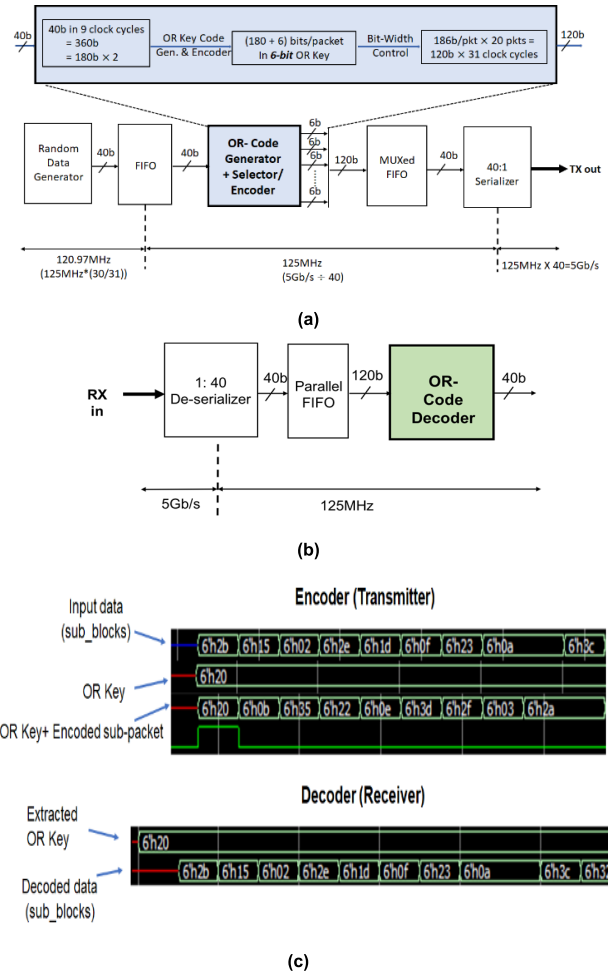 40b
40b in 9 clock cycles
= 360b
= 180b × 2
OR Key Code
Gen. & Encoder
(180 + 6) bits/packet
In 6-bit OR Key
Bit-Width
Control
186b/pkt × 20 pkts =
120b × 31 clock cycles
120b
Random
Data
Generator
40b
FIFO
40b
OR- Code
Generator
+ Selector/
Encoder
6b
6b
6b
6b
120b
MUXed
FIFO
40b
40:1
Serializer
TX out
120.97MHz
(125MHz*(30/31))
125MHz
(5Gb/s ÷ 40)
125MHz X 40=5Gb/s
(a)
RX
in
1: 40
De-serializer
40b
Parallel
FIFO
120b
OR-
Code
Decoder
40b
5Gb/s
125MHz
(b)
Encoder (Transmitter)
Input data
(sub_blocks)
6'h2b 6'h15 6'h02 6'h2e 6'h1d 6'h0f 6'h23 6'h0a 6'h3c
OR Key
6'h20
OR Key+ Encoded sub-packet
6'h20 6'h0b 6'h35 6'h22 6'h0e 6'h3d 6'h2f 6'h03 6'h2a
Decoder (Receiver)
Extracted
OR Key
6'h20
Decoded data
(sub_blocks)
6'h2b 6'h15 6'h02 6'h2e 6'h1d 6'h0f 6'h23 6'h0a 6'h3c 6'h32
(c)